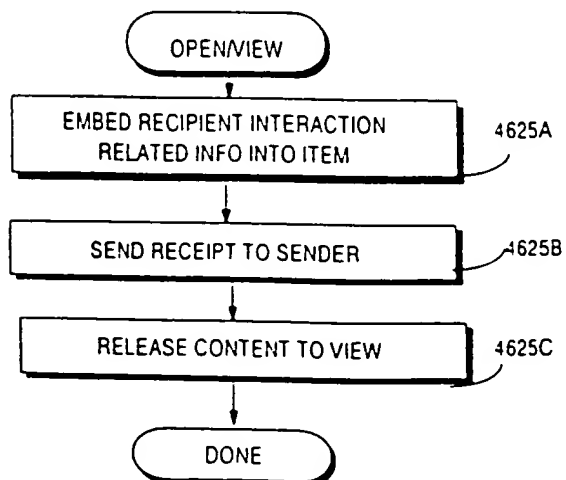 OPEN/VIEW
EMBED RECIPIENT INTERACTION
RELATED INFO INTO ITEM
4625A
SEND RECEIPT TO SENDER
4625B
RELEASE CONTENT TO VIEW
4625C
DONE